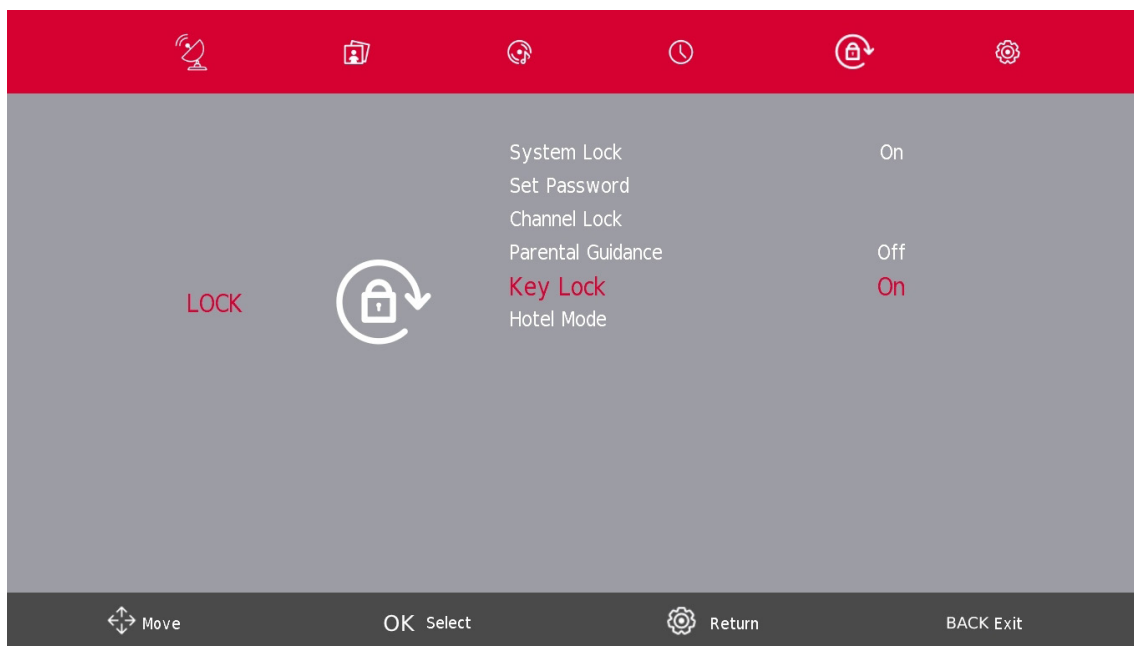 System Lock On
Set Password
Channel Lock
Parental Guidance Off
LOCK
Key Lock On
Hotel Mode
Move OK Select Return BACK Exit